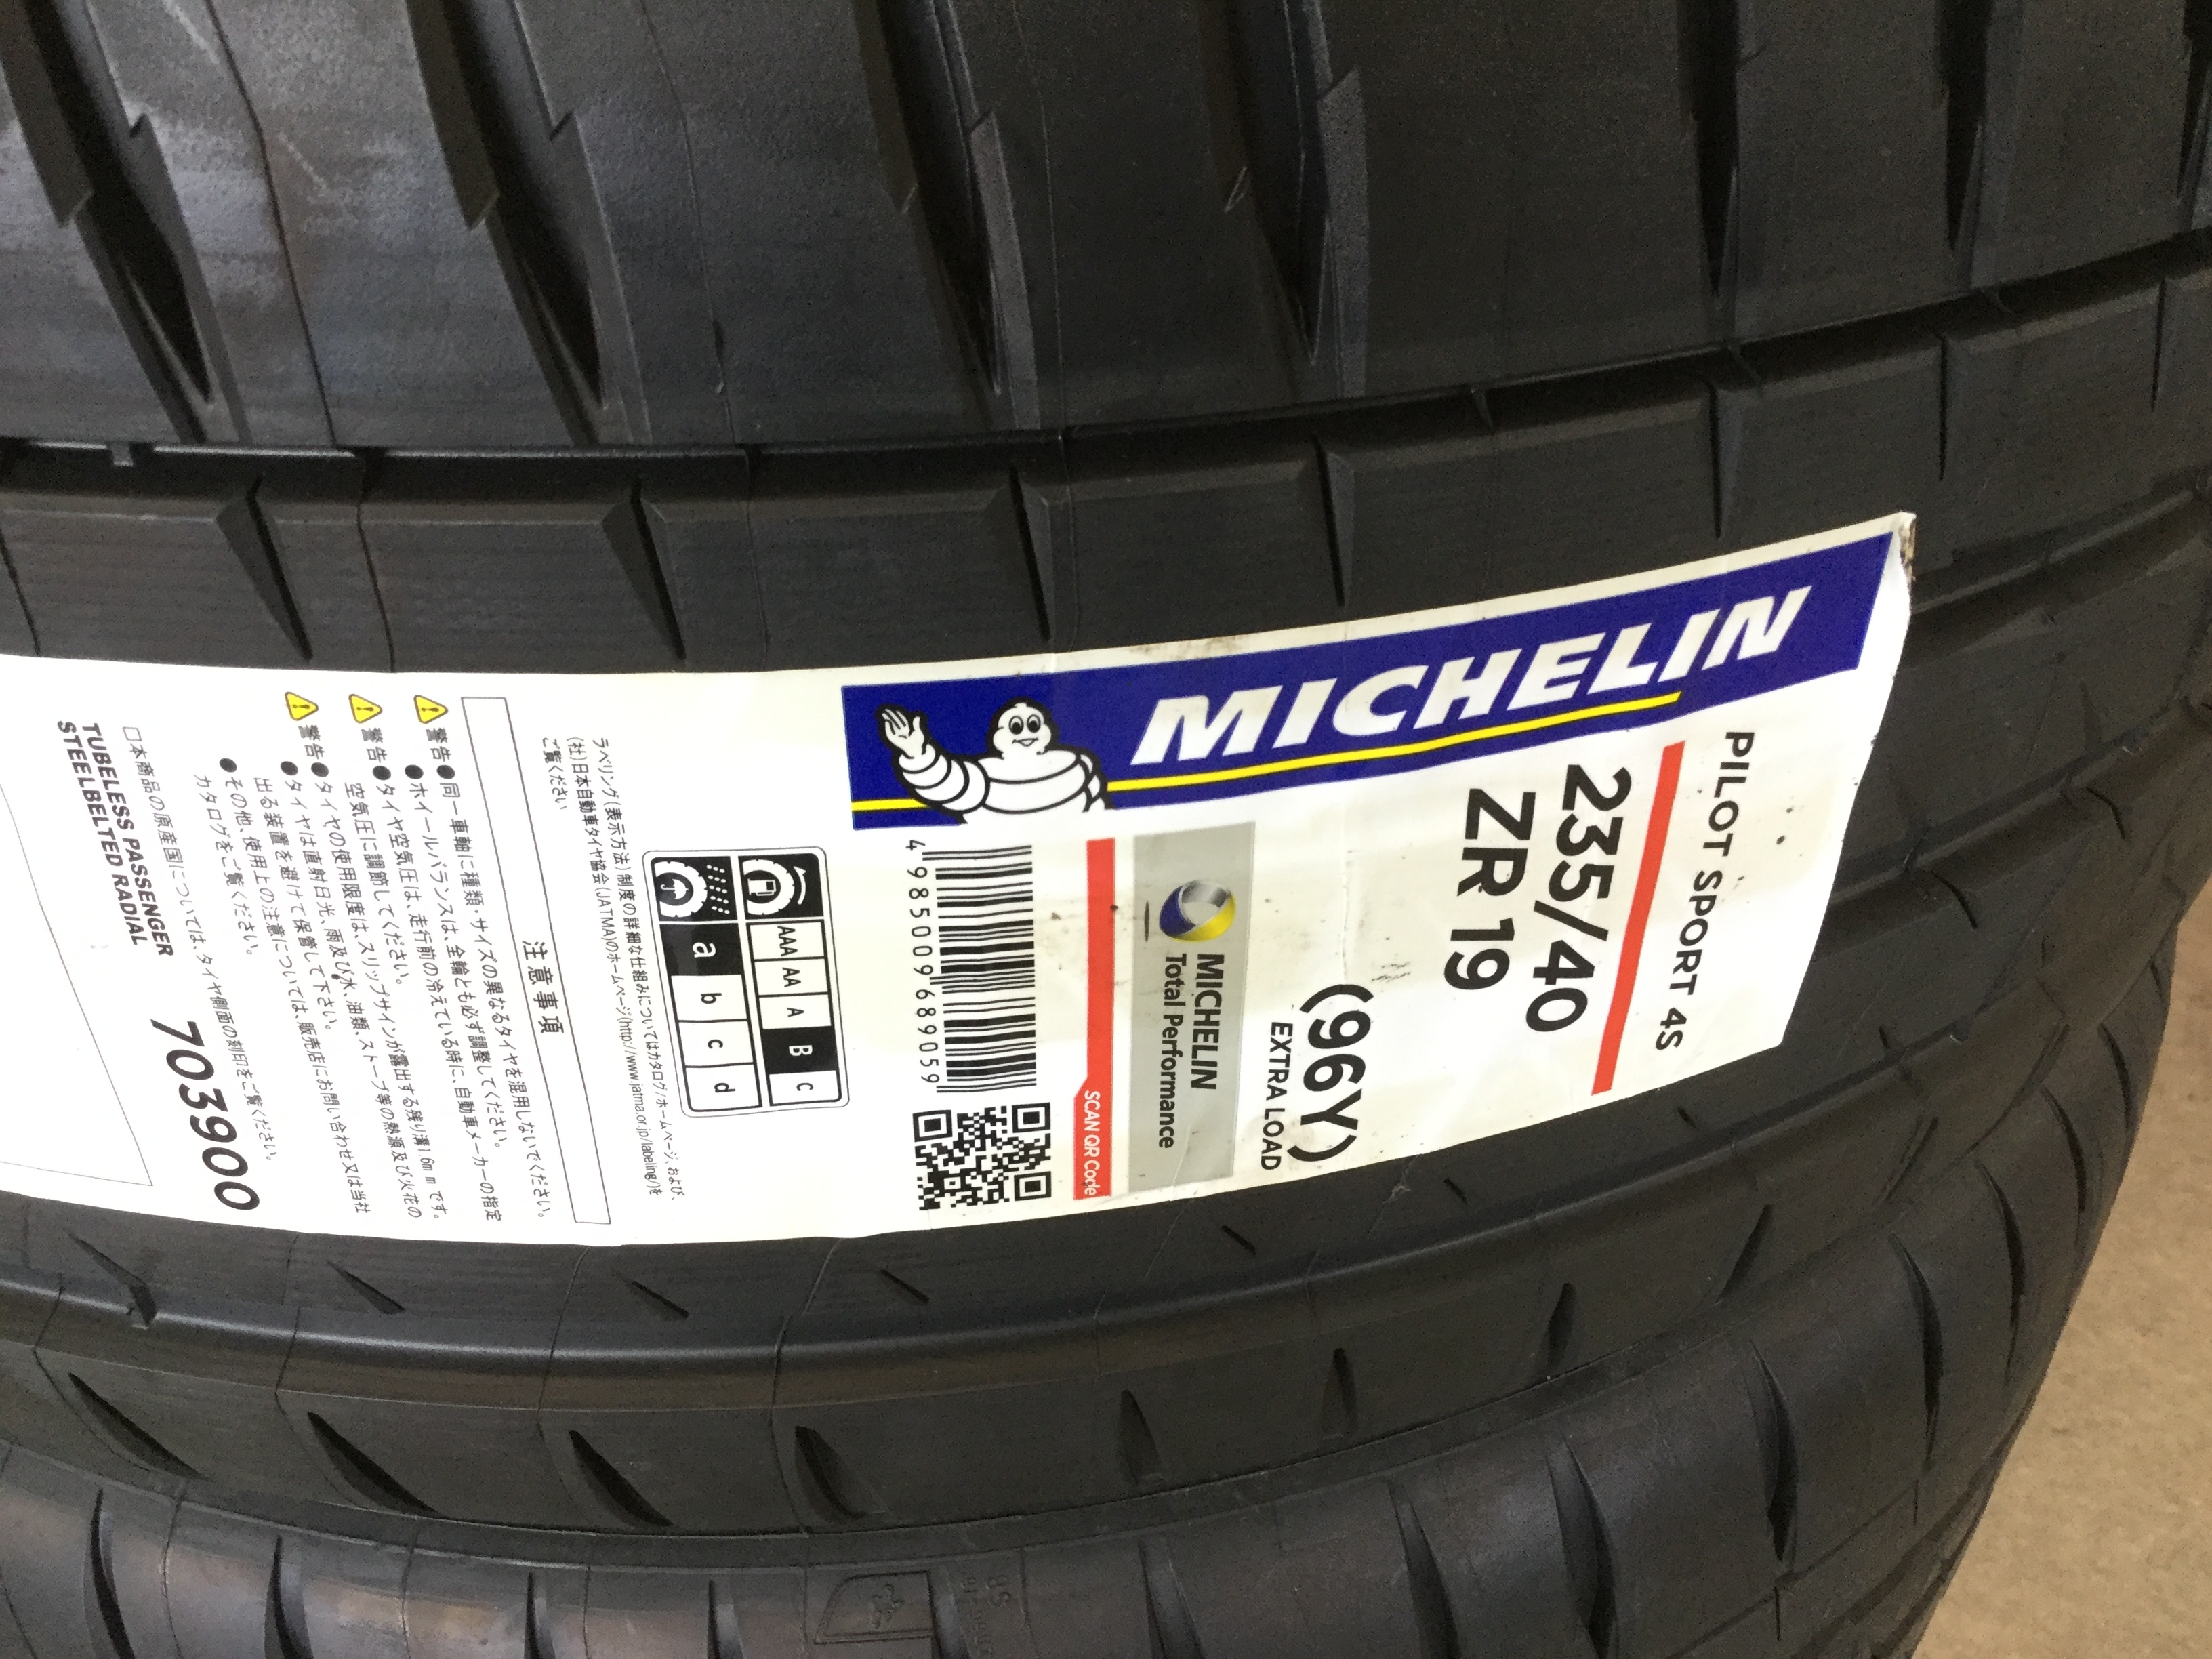 MICHELIN
PILOT SPORT 4S
235/40
ZR 19
(96Y)
EXTRA LOAD
MICHELIN
Total Performance
SCAN QR Code
4 985009 689059
AAA AA A B C
a b c d
ラベリング(表示方法)制度の詳細な仕組みについてはカタログ/ホームページ、および、
(社)日本自動車タイヤ協会(JATMA)のホームページ(http://www.jatma.or.jp/labeling/)を
ご覧ください
注意事項
警告●同一車軸に種類・サイズの異なるタイヤを混用しないでください。
●ホイールバランスは、全輪とも必ず調整してください。
警告●タイヤ空気圧は、走行前の冷えている時に、自動車メーカーの指定
空気圧に調節してください。
警告●タイヤの使用限度は、スリップサインが露出する残り溝1.6mmです。
●タイヤは直射日光、雨及び水、油類、ストーブ等の熱源及び火花の
出る装置を避けて保管して下さい。
●その他、使用上の注意については、販売店にお問い合わせ又は当社
カタログをご覧ください。
□本商品の原産国については、タイヤ側面の刻印をご覧ください。
TUBELESS PASSENGER
STEELBELTED RADIAL
703900